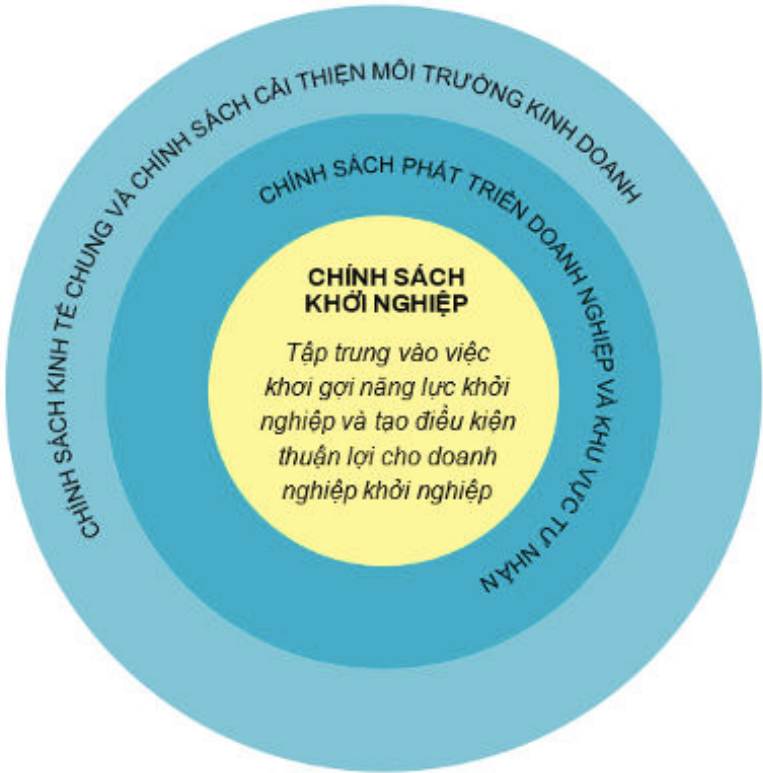 CHÍNH SÁCH KINH TẾ CHUNG VÀ CHÍNH SÁCH CẢI THIỆN MÔI TRƯỜNG KINH DOANH
CHÍNH SÁCH PHÁT TRIỂN DOANH NGHIỆP VÀ KHU VỰC TƯ NHÂN
CHÍNH SÁCH
KHỞI NGHIỆP
Tập trung vào việc
khơi gợi năng lực khởi
nghiệp và tạo điều kiện
thuận lợi cho doanh
nghiệp khởi nghiệp